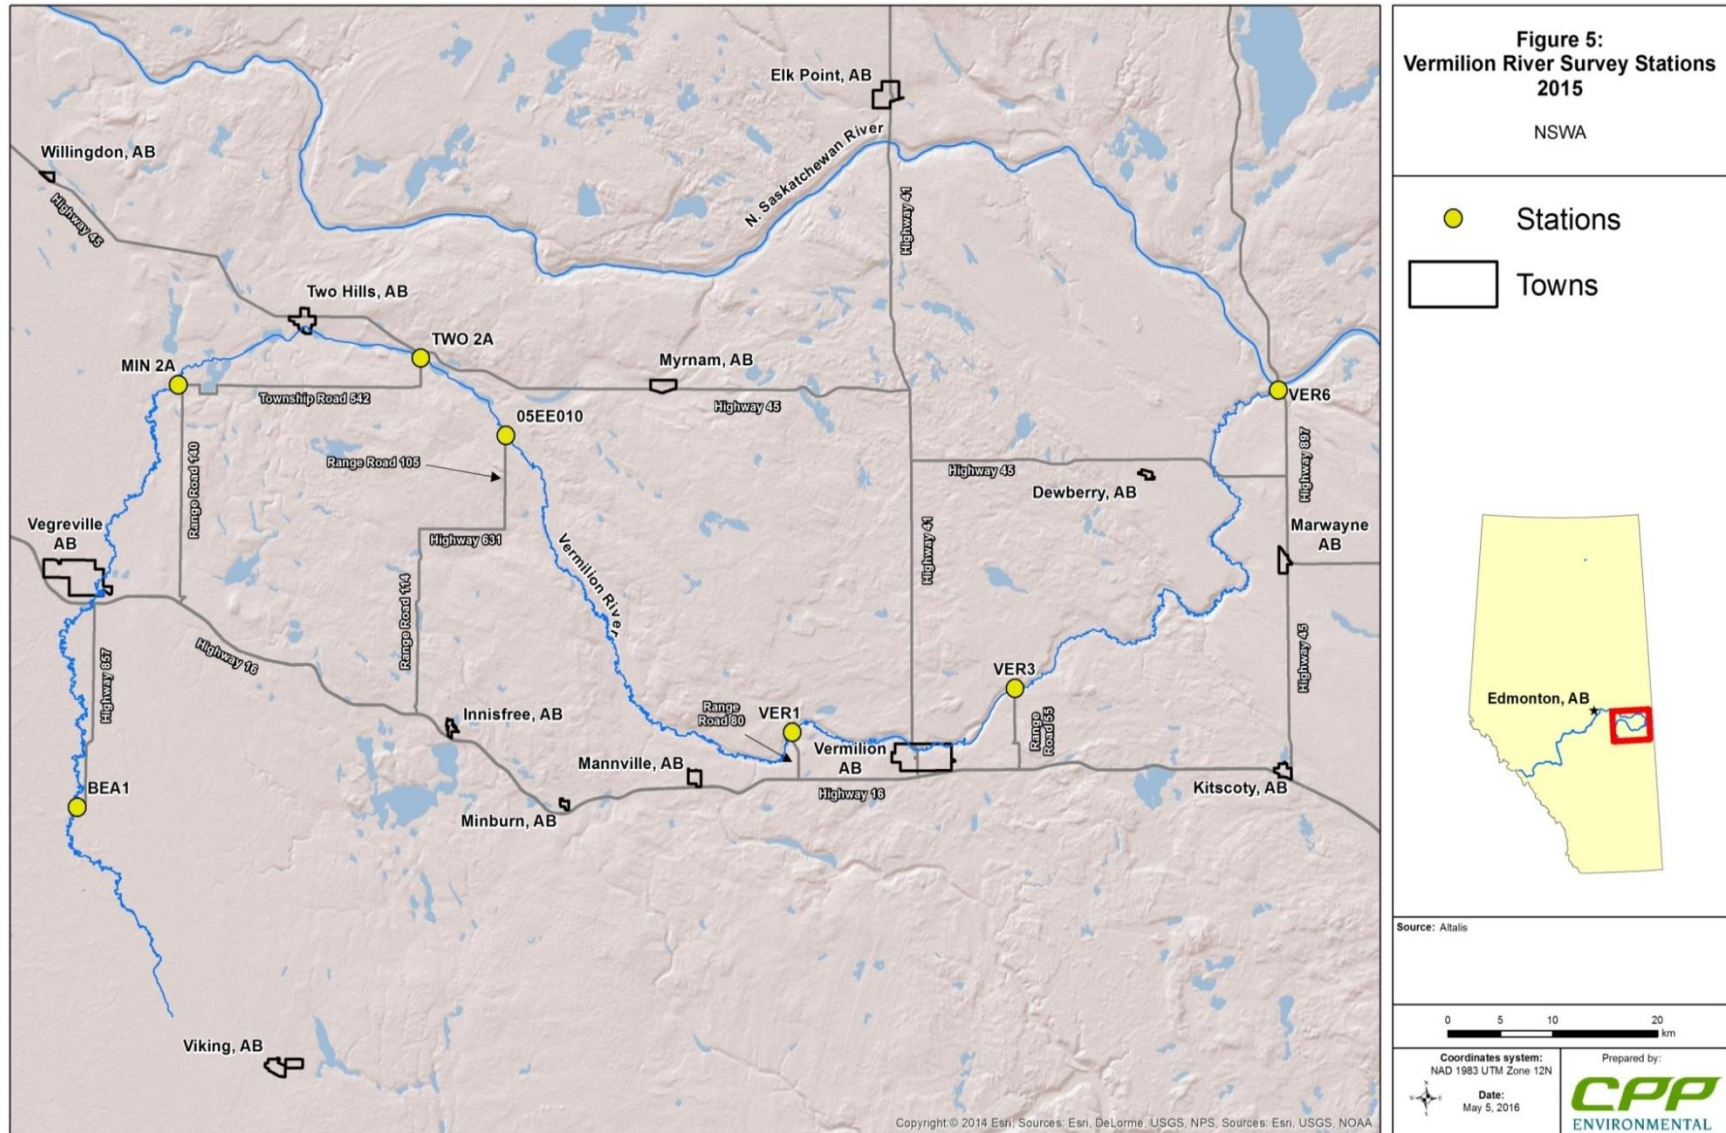 Figure 5:
Vermilion River Survey Stations
2015
NSWA
Stations
Towns
Elk Point, AB
N. Saskatchewan River
Willingdon, AB
Highway 45
Highway 41
Two Hills, AB
TWO 2A
MIN 2A
Township Road 542
Myrnam, AB
Highway 45
VER6
05EE010
Range Road 140
Range Road 105
Highway 45
Dewberry, AB
Highway 897
Vegreville
AB
Highway 631
Vermilion River
Highway 41
Marwayne
AB
Range Road 114
Highway 16
Highway 857
Highway 45
VER3
Edmonton, AB
Innisfree, AB
Range
Road 80
VER1
Range
Road 55
Vermilion
AB
Mannville, AB
BEA1
Highway 16
Kitscoty, AB
Minburn, AB
Source: Altalis
0 5 10 20
km
Viking, AB
Coordinates system:
NAD 1983 UTM Zone 12N
Date:
May 5, 2016
Prepared by:
CPP
ENVIRONMENTAL
Copyright:© 2014 Esri, Sources: Esri, DeLorme, USGS, NPS, Sources: Esri, USGS, NOAA